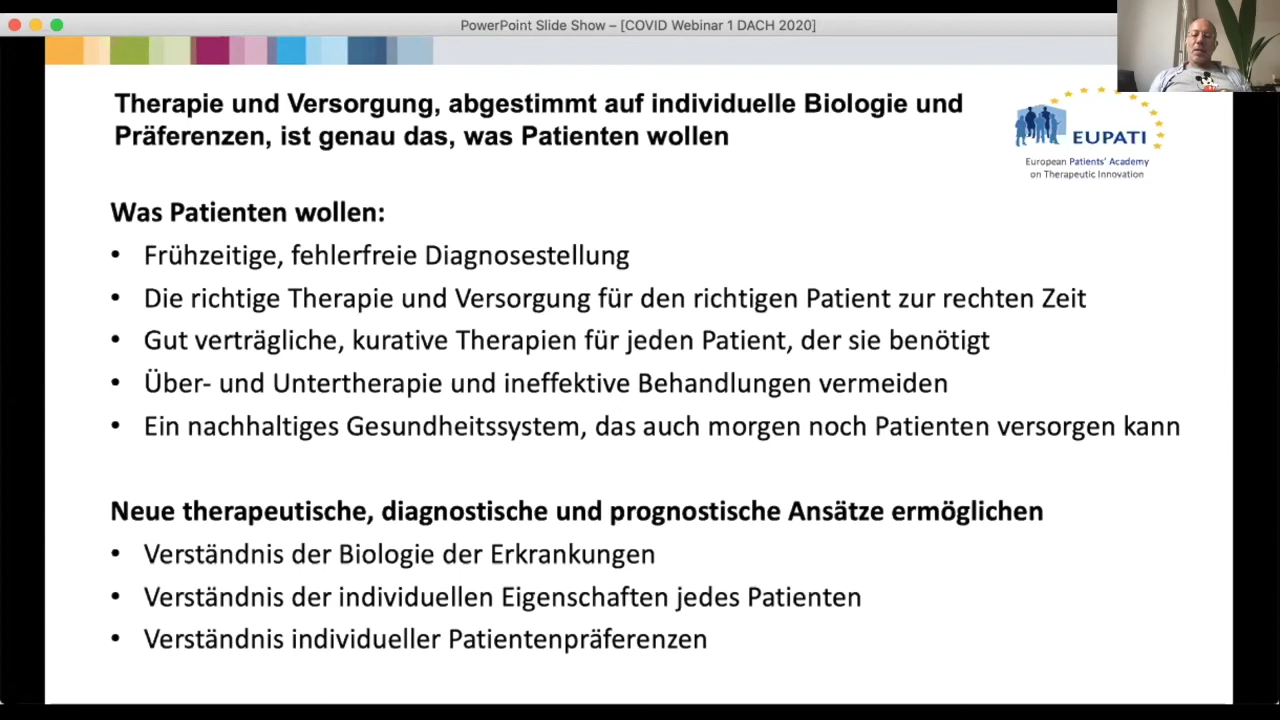 PowerPoint Slide Show – [COVID Webinar 1 DACH 2020]
Therapie und Versorgung, abgestimmt auf individuelle Biologie und
Präferenzen, ist genau das, was Patienten wollen
EUPATI
European Patients' Academy
on Therapeutic Innovation
Was Patienten wollen:
• Frühzeitige, fehlerfreie Diagnosestellung
• Die richtige Therapie und Versorgung für den richtigen Patient zur rechten Zeit
• Gut verträgliche, kurative Therapien für jeden Patient, der sie benötigt
• Über- und Untertherapie und ineffektive Behandlungen vermeiden
• Ein nachhaltiges Gesundheitssystem, das auch morgen noch Patienten versorgen kann
Neue therapeutische, diagnostische und prognostische Ansätze ermöglichen
• Verständnis der Biologie der Erkrankungen
• Verständnis der individuellen Eigenschaften jedes Patienten
• Verständnis individueller Patientenpräferenzen